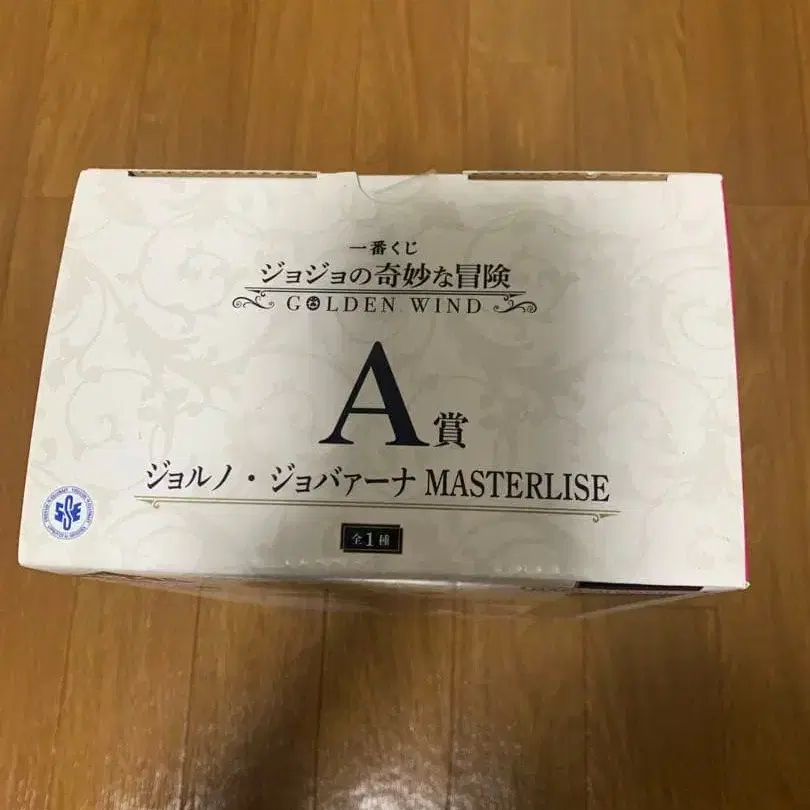 一番くじ
ジョジョの奇妙な冒険
GOLDEN WIND
A賞
ジョルノ・ジョバァーナ MASTERLISE
全1種